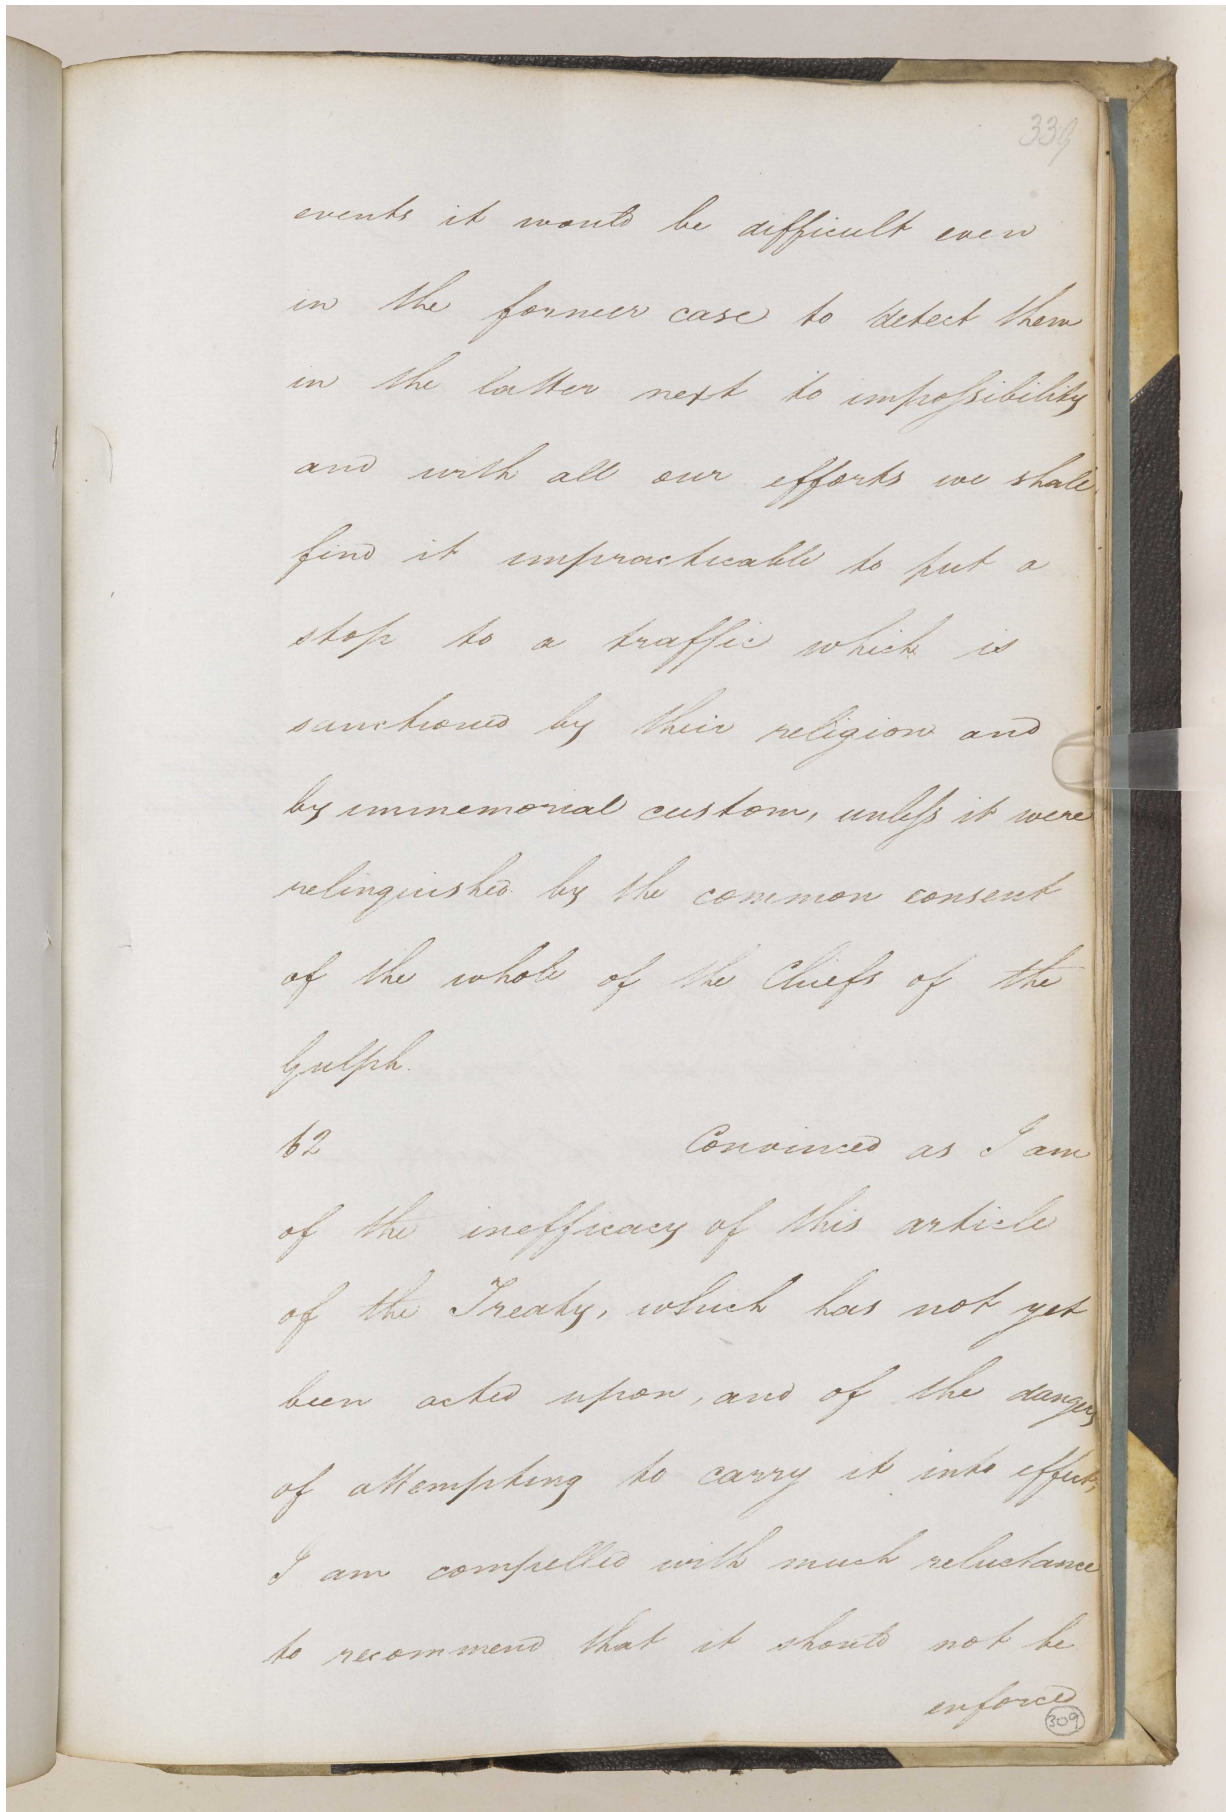 339
events it would be difficult even
in the former case to detect them
in the latter next to impossibility
and with all our efforts we shall
find it impracticable to put a
stop to a traffic which is
sanctioned by their religion and
by immemorial custom, unless it were
relinquished by the common consent
of the whole of the Chiefs of the
Gulph.
62 Convinced as I am
of the inefficacy of this article
of the Treaty, which has not yet
been acted upon, and of the dangers
of attempting to carry it into effect,
I am compelled with much reluctance
to recommend that it should not be
enforced
309